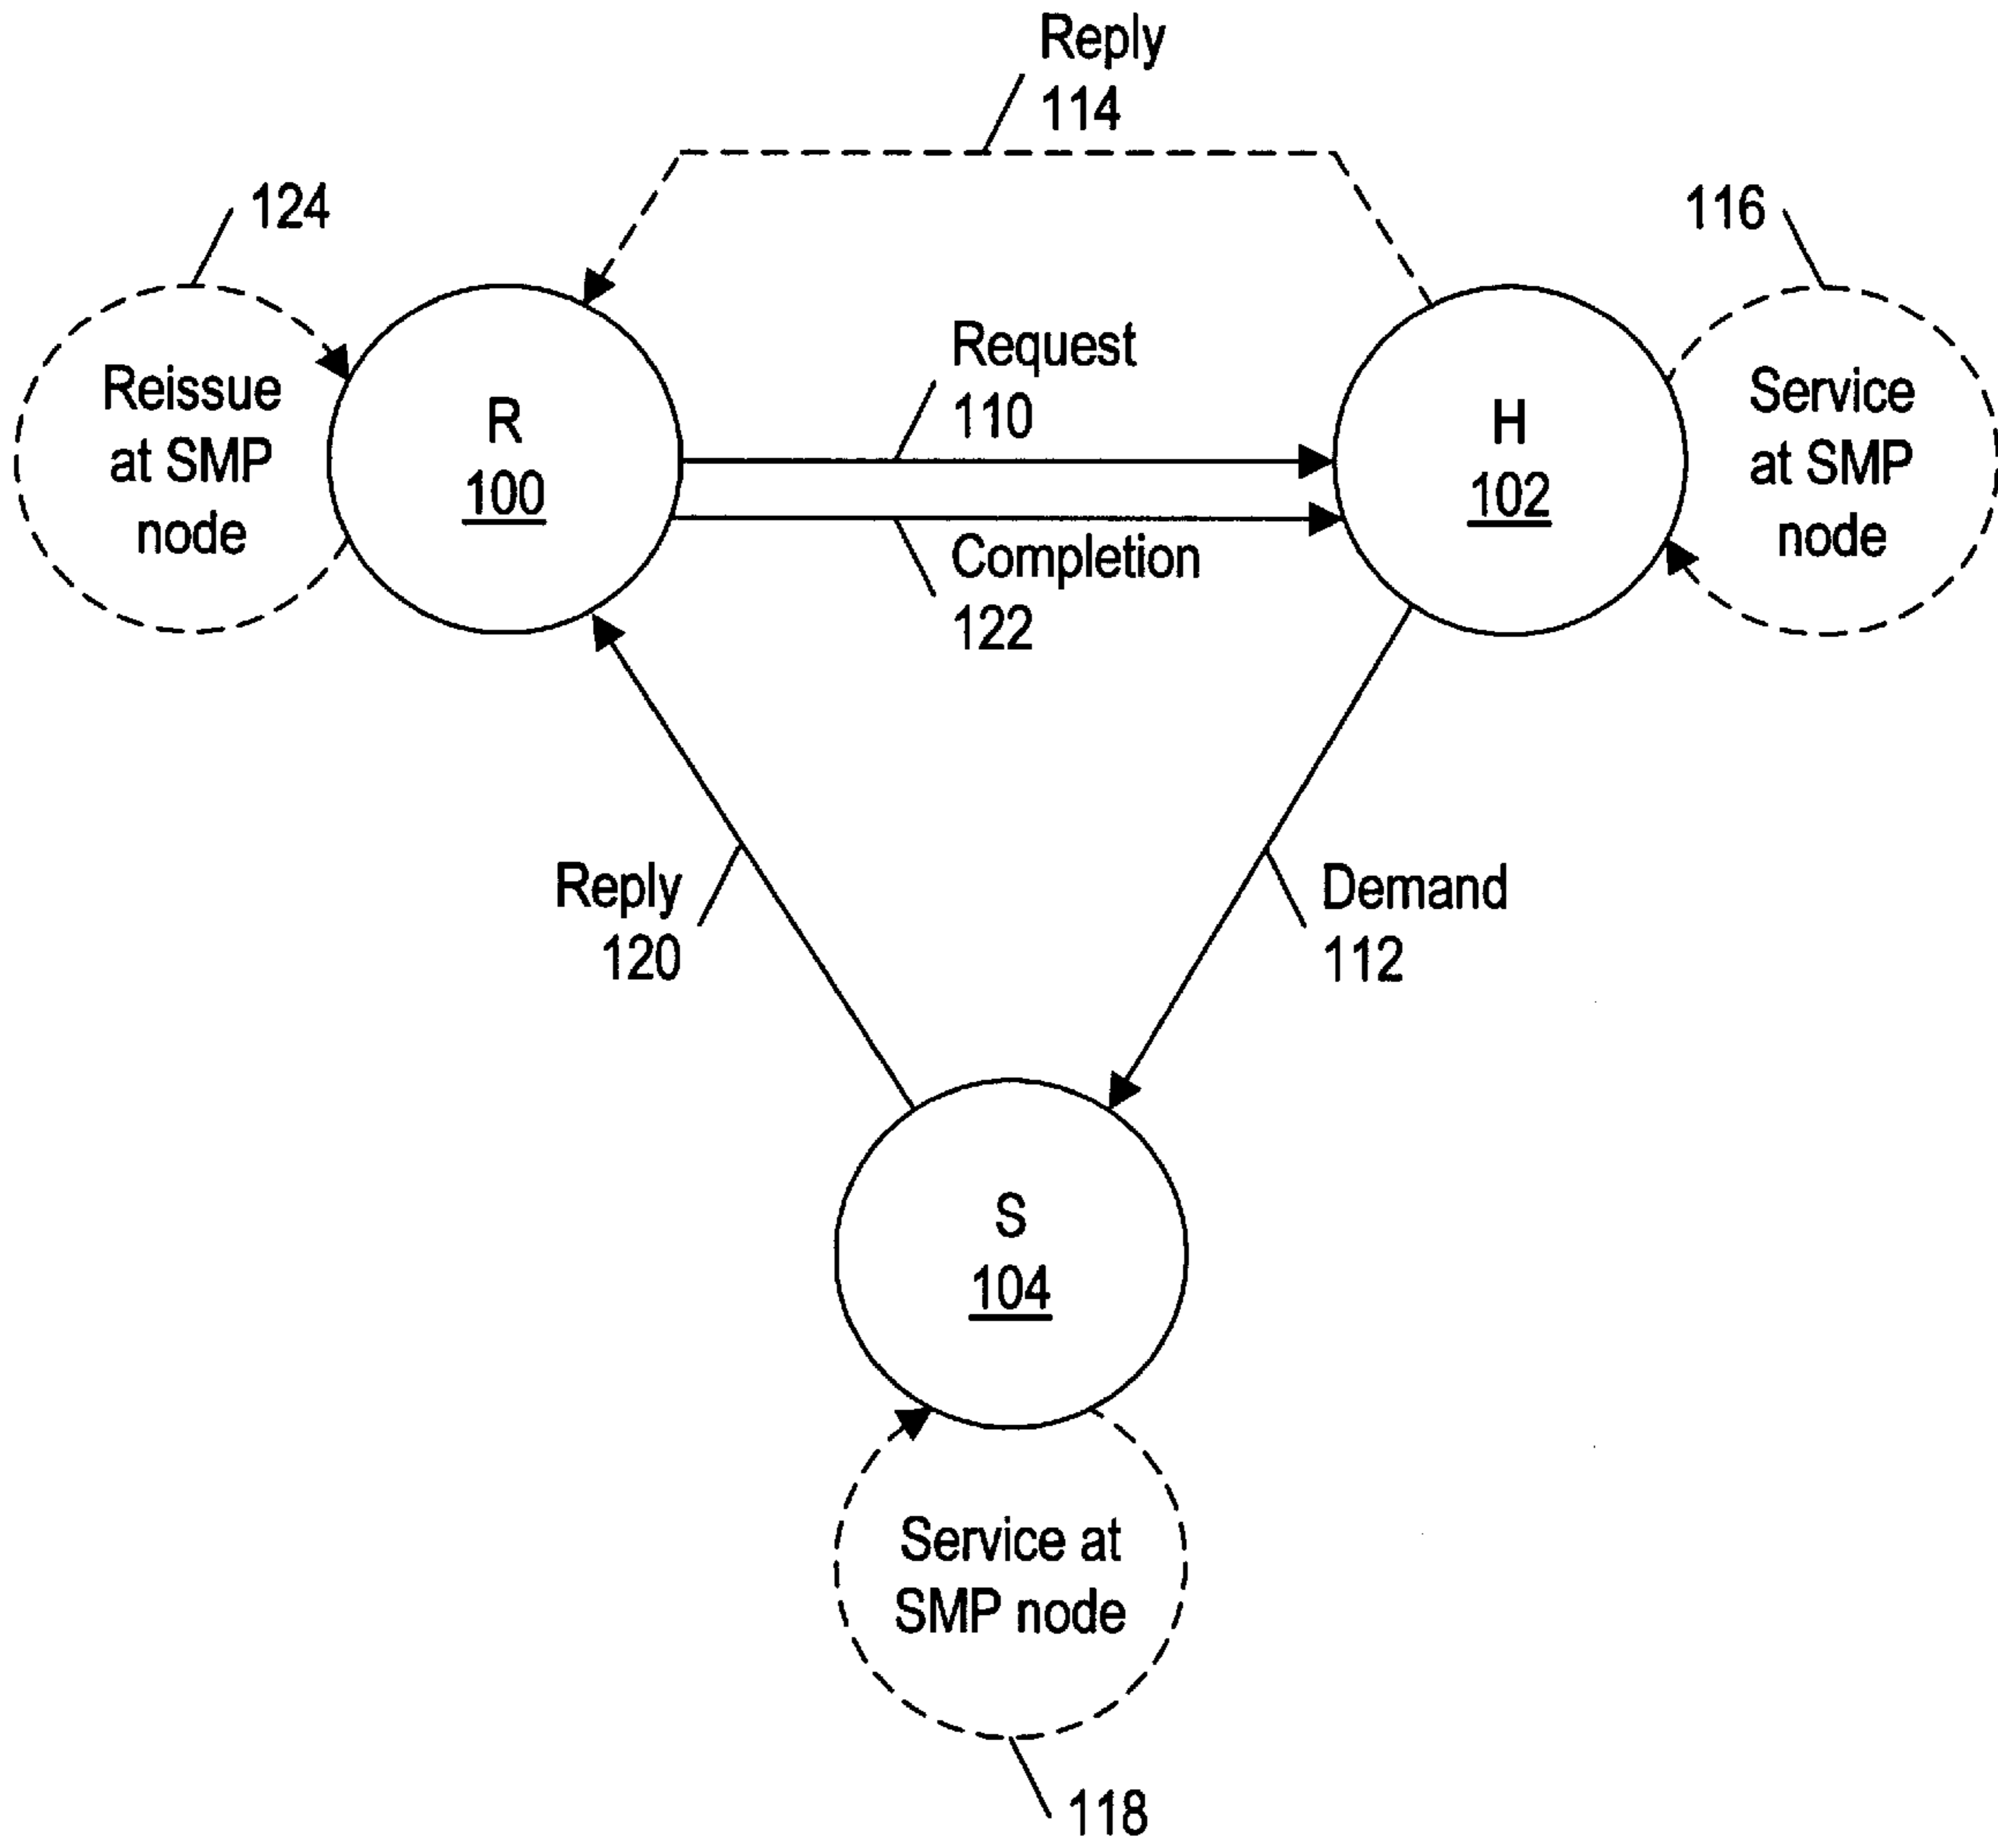 Reply
114
124
116
Request
110
Reissue
at SMP
node
R
100
H
102
Service
at SMP
node
Completion
122
Reply
120
Demand
112
S
104
Service at
SMP node
118